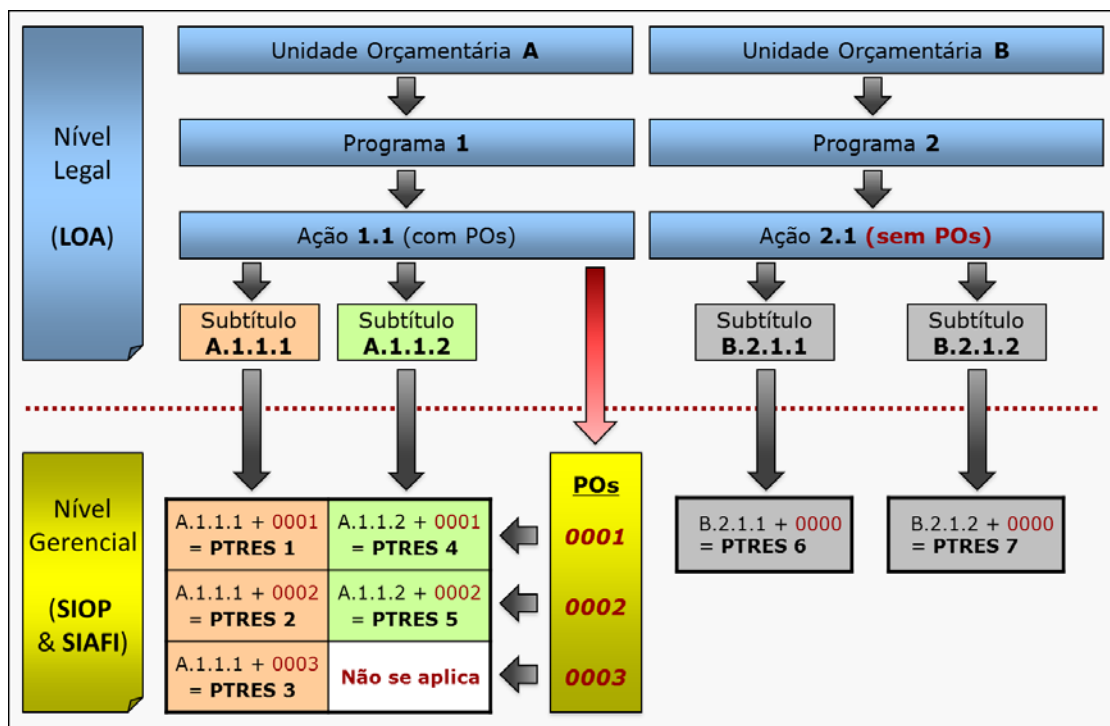 Nível
Legal
(LOA)
Unidade Orçamentária A
Programa 1
Ação 1.1 (com POs)
Subtítulo
A.1.1.1
Subtítulo
A.1.1.2
Unidade Orçamentária B
Programa 2
Ação 2.1 (sem POs)
Subtítulo
B.2.1.1
Subtítulo
B.2.1.2
Nível
Gerencial
(SIOP
& SIAFI)
A.1.1.1 + 0001
= PTRES 1
A.1.1.2 + 0001
= PTRES 4
A.1.1.1 + 0002
= PTRES 2
A.1.1.2 + 0002
= PTRES 5
A.1.1.1 + 0003
= PTRES 3
Não se aplica
POs
0001
0002
0003
B.2.1.1 + 0000
= PTRES 6
B.2.1.2 + 0000
= PTRES 7